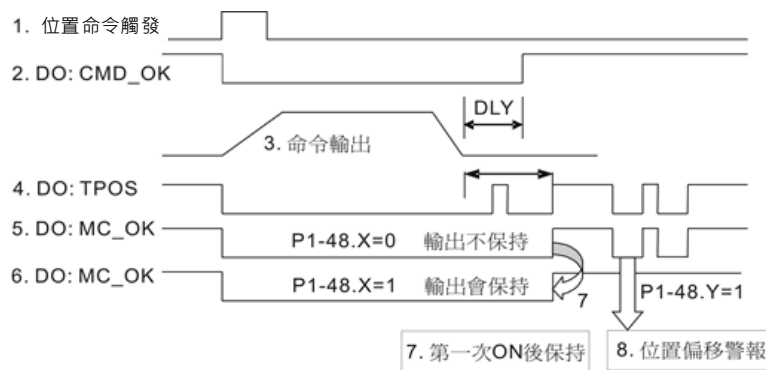 1. 位置命令觸發
2. DO: CMD_OK
DLY
3. 命令輸出
4. DO: TPOS
5. DO: MC_OK
P1-48.X=0 輸出不保持
6. DO: MC_OK
P1-48.X=1 輸出會保持
7
P1-48.Y=1
7. 第一次ON後保持
8. 位置偏移警報